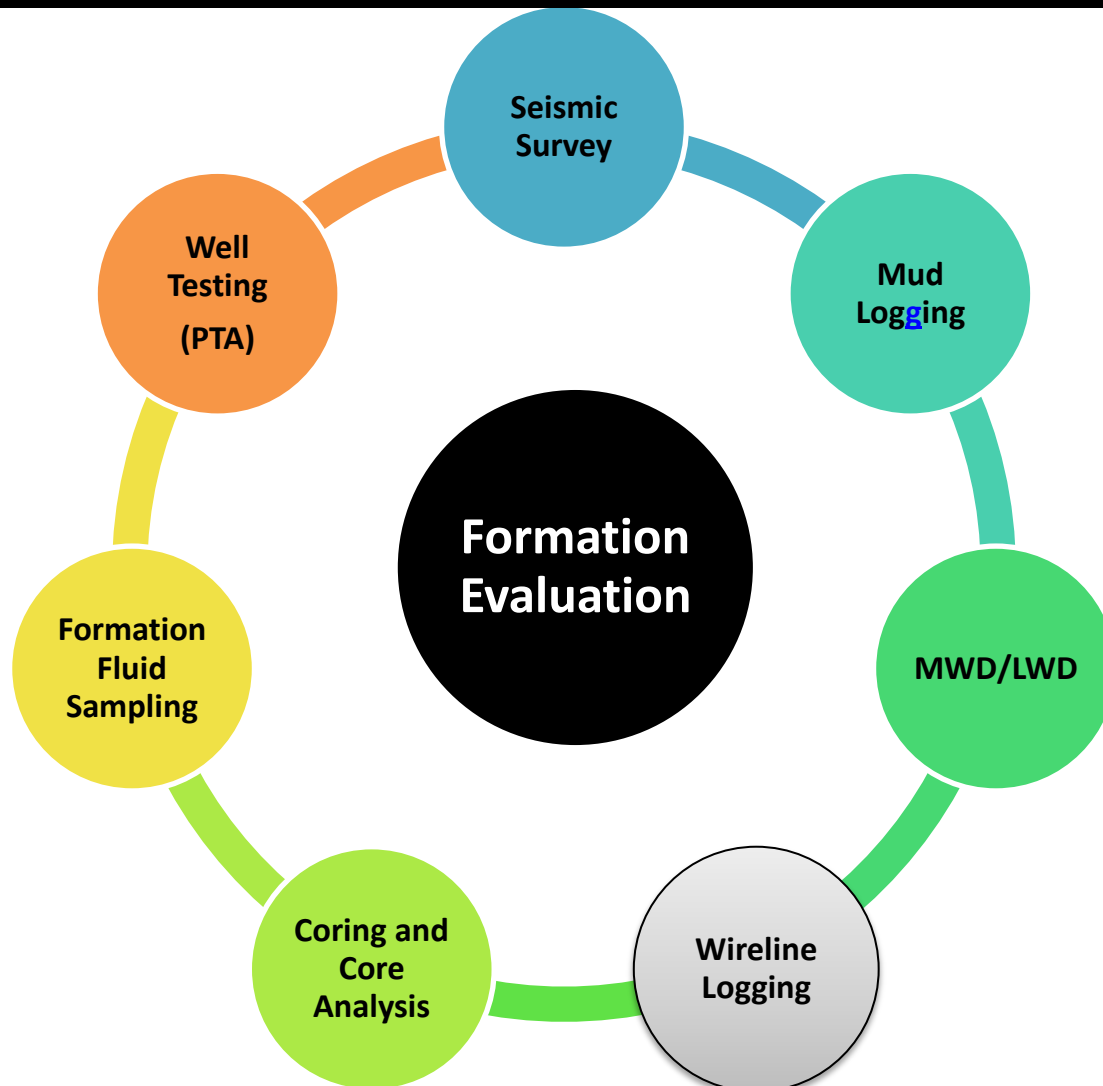 Seismic
Survey
Mud
Logging
MWD/LWD
Wireline
Logging
Coring and
Core
Analysis
Formation
Fluid
Sampling
Well
Testing
(PTA)
Formation
Evaluation